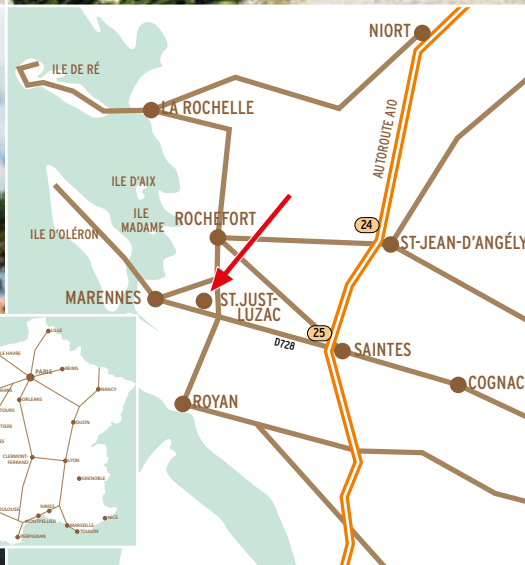 NIORT
ILE DE RÉ
LA ROCHELLE
AUTOROUTE A10
ILE D'AIX
ILE
MADAME
ROCHEFORT
24
ILE D'OLÉRON
ST-JEAN-D'ANGÉLY
MARENNES
ST.JUST-
LUZAC
25
D728
SAINTES
COGNAC
ROYAN
LILLE
LE HAVRE
PARIS
REIMS
NANCY
ORLEANS
TOURS
DIJON
CLERMONT-
FERRAND
LYON
GRENOBLE
NIMES
NICE
MONTPELLIER
MARSEILLE
TOULON
PERPIGNAN